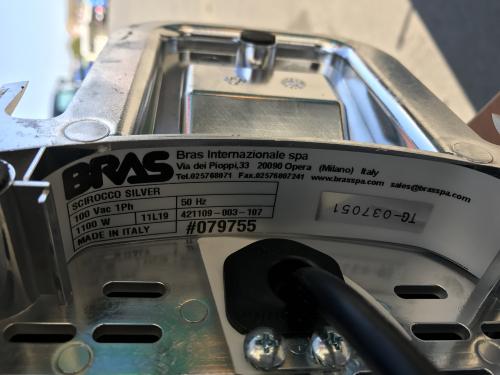 BRAS
Bras Internazionale spa
Via dei Pioppi,33 20090 Opera (Milano) Italy
Tel.025768071 Fax.02576807241 www.brasspa.com sales@brasspa.com
SCIROCCO SILVER
100 Vac 1Ph 50 Hz
1100 W 11L19 421109-003-107
MADE IN ITALY #079755
TG-037051